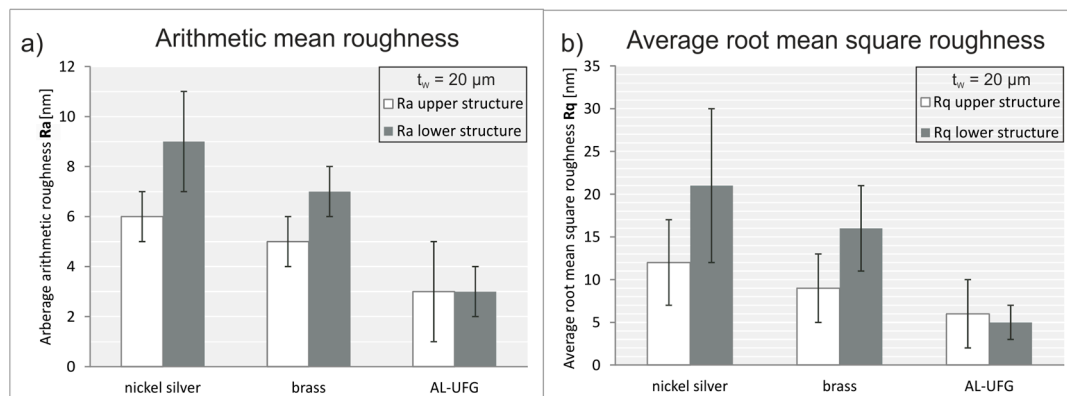 a) Arithmetic mean roughness
Arberage arithmetic roughness Ra [nm]
12
10
8
6
4
2
0
t_w = 20 µm
Ra upper structure
Ra lower structure
nickel silver brass AL-UFG
b) Average root mean square roughness
Average root mean square roughness Rq [nm]
35
30
25
20
15
10
5
0
t_w = 20 µm
Rq upper structure
Rq lower structure
nickel silver brass AL-UFG